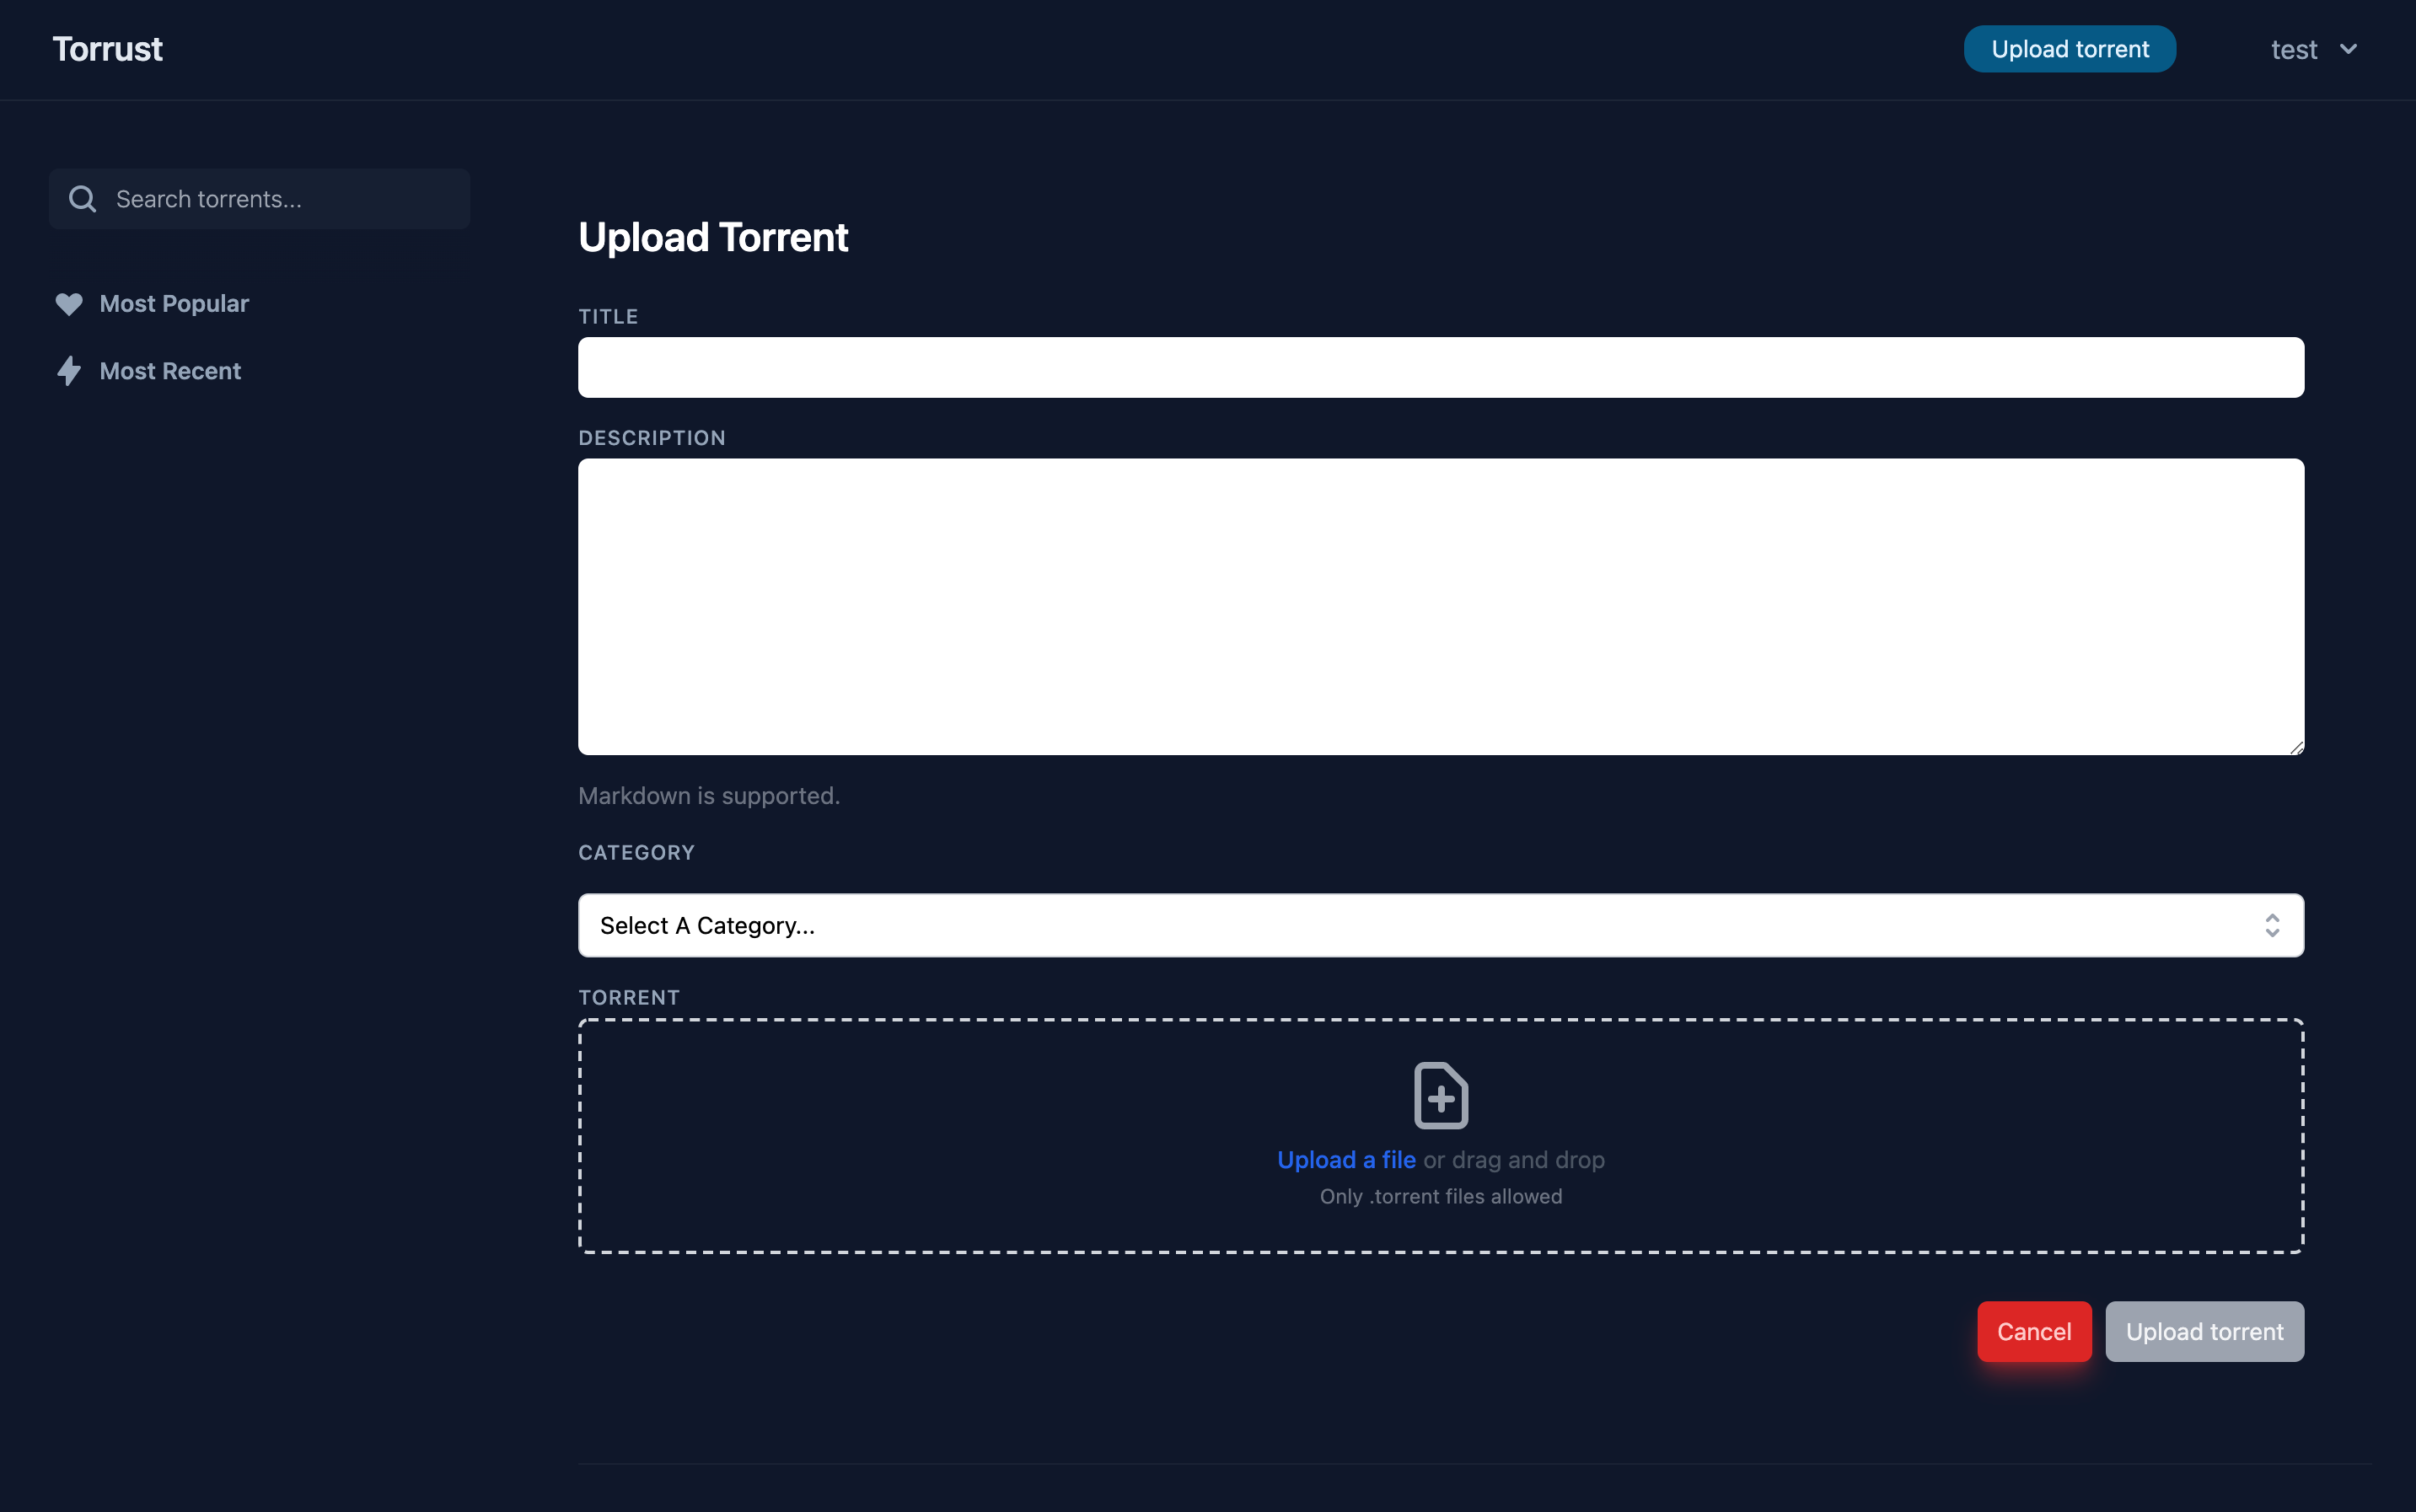 Torrust
Upload torrent
test
Search torrents...
Most Popular
Most Recent
Upload Torrent
TITLE
DESCRIPTION
Markdown is supported.
CATEGORY
Select A Category...
TORRENT
Upload a file or drag and drop
Only .torrent files allowed
Cancel
Upload torrent